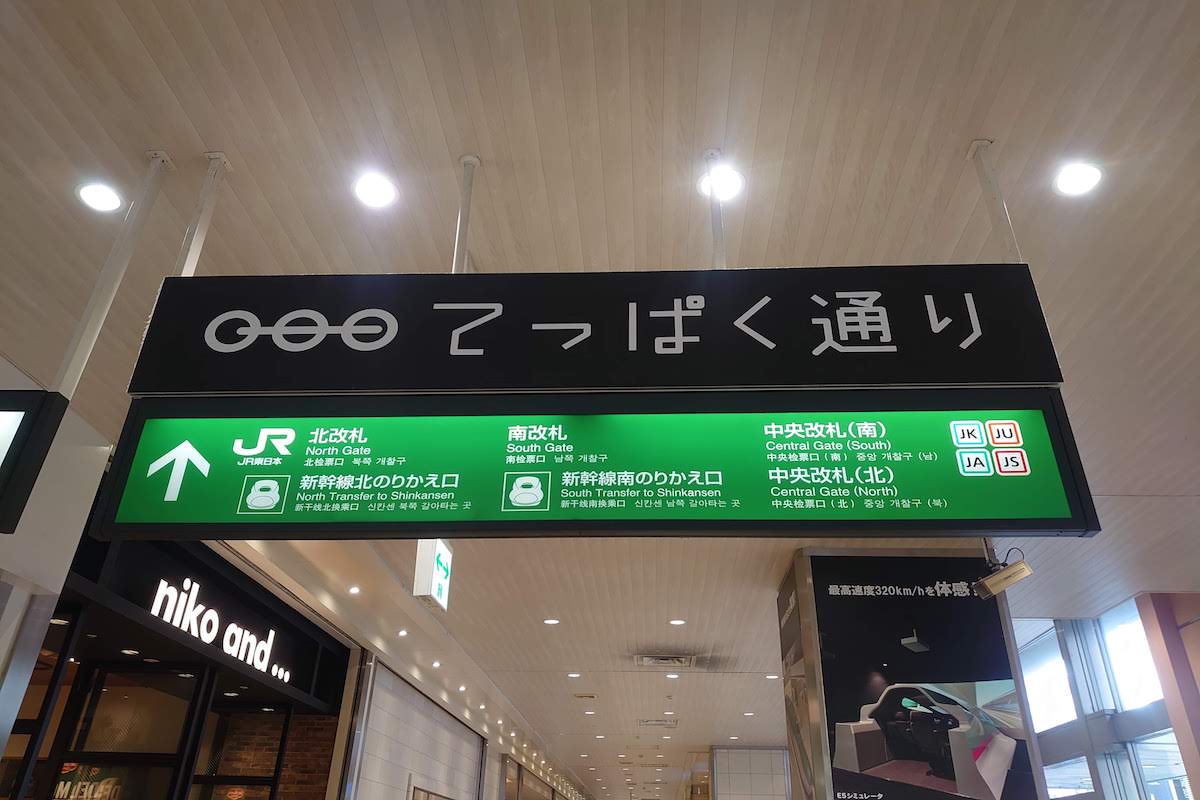 てっぱく通り
JR
JR東日本
北改札
North Gate
北检票口 북쪽 개찰구
新幹線北のりかえ口
North Transfer to Shinkansen
新干线北换乘口 신칸센 북쪽 갈아타는 곳
南改札
South Gate
南检票口 남쪽 개찰구
新幹線南のりかえ口
South Transfer to Shinkansen
新干线南换乘口 신칸센 남쪽 갈아타는 곳
中央改札(南)
Central Gate (South)
中央检票口(南) 중앙 개찰구(남)
中央改札(北)
Central Gate (North)
中央检票口(北) 중앙 개찰구(북)
JK JU
JA JS
niko and ...
最高速度320km/hを体感
E5シミュレータ